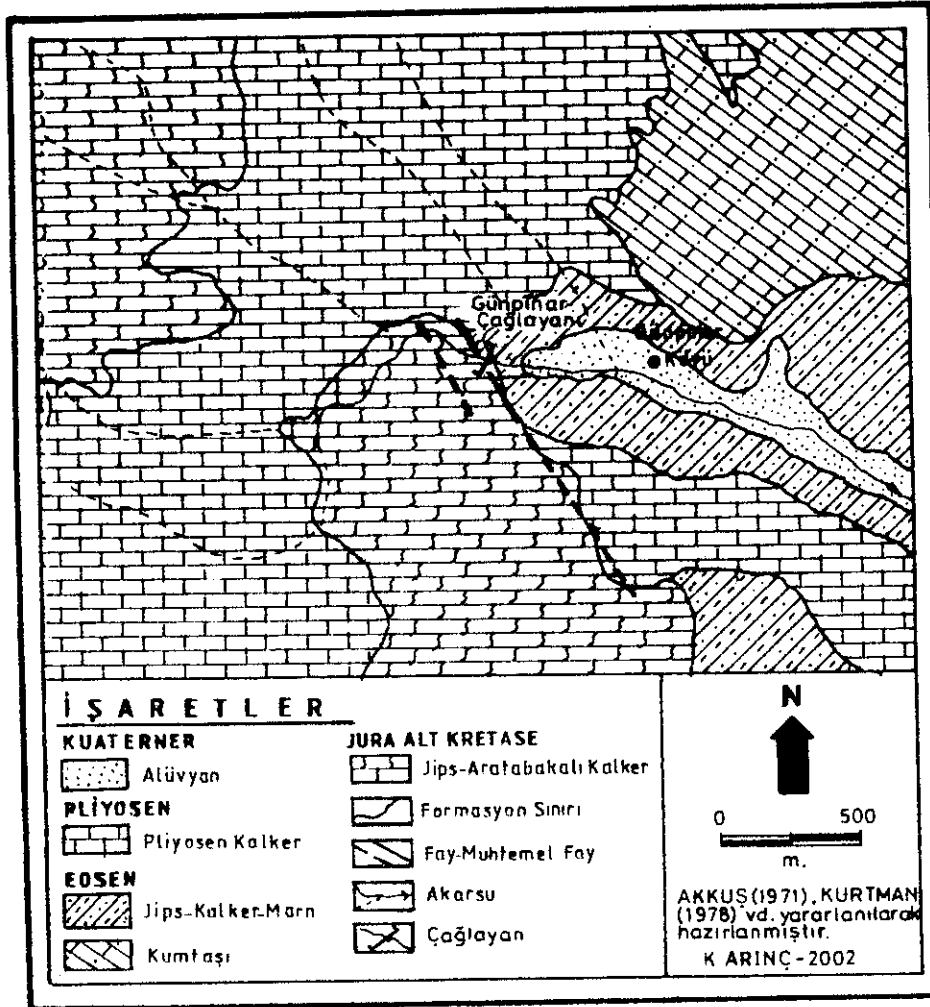 Günpınar
Çağlayanı
Köyü
İŞARETLER
KUATERNER
Alüvyan
PLİYOSEN
Pliyosen Kalker
EOSEN
Jips-Kalker-Marn
Kumtaşı
JURA ALT KRETASE
Jips-Aratabakalı Kalker
Formasyon Sınırı
Fay-Muhtemel Fay
Akarsu
Çağlayan
N
0 500
m.
AKKUŞ(1971), KURTMAN
(1978) vd. yararlanılarak
hazırlanmıştır.
K ARINÇ-2002